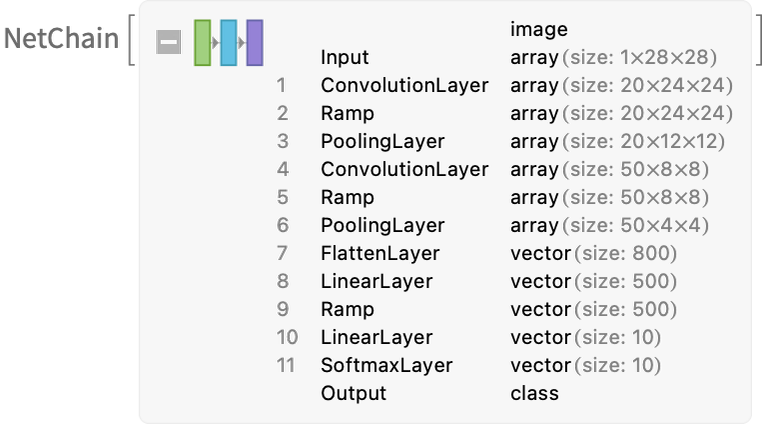 NetChain [
image
Input array (size: 1×28×28)
1 ConvolutionLayer array (size: 20×24×24)
2 Ramp array (size: 20×24×24)
3 PoolingLayer array (size: 20×12×12)
4 ConvolutionLayer array (size: 50×8×8)
5 Ramp array (size: 50×8×8)
6 PoolingLayer array (size: 50×4×4)
7 FlattenLayer vector (size: 800)
8 LinearLayer vector (size: 500)
9 Ramp vector (size: 500)
10 LinearLayer vector (size: 10)
11 SoftmaxLayer vector (size: 10)
Output class
]